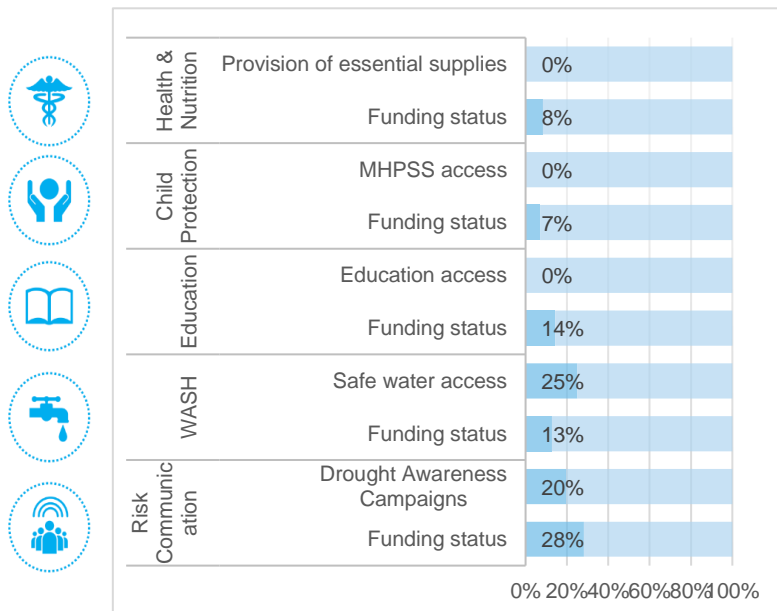 Health &
Nutrition
Provision of essential supplies 0%
Funding status 8%
Child
Protection
MHPSS access 0%
Funding status 7%
Education
Education access 0%
Funding status 14%
WASH
Safe water access 25%
Funding status 13%
Risk
Communic
ation
Drought Awareness
Campaigns 20%
Funding status 28%
0% 20% 40% 60% 80% 100%